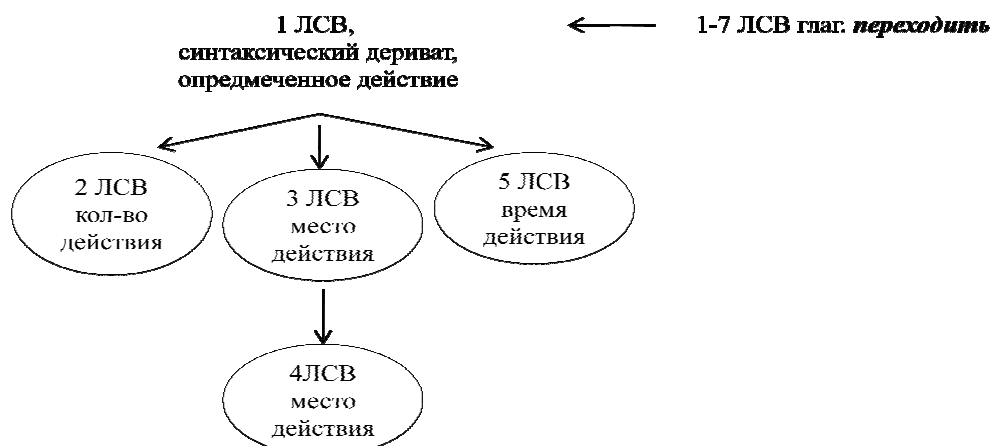 1 ЛСВ,
синтаксический дериват,
опредмеченное действие
1-7 ЛСВ глаг. переходить
2 ЛСВ
кол-во
действия
3 ЛСВ
место
действия
5 ЛСВ
время
действия
4ЛСВ
место
действия